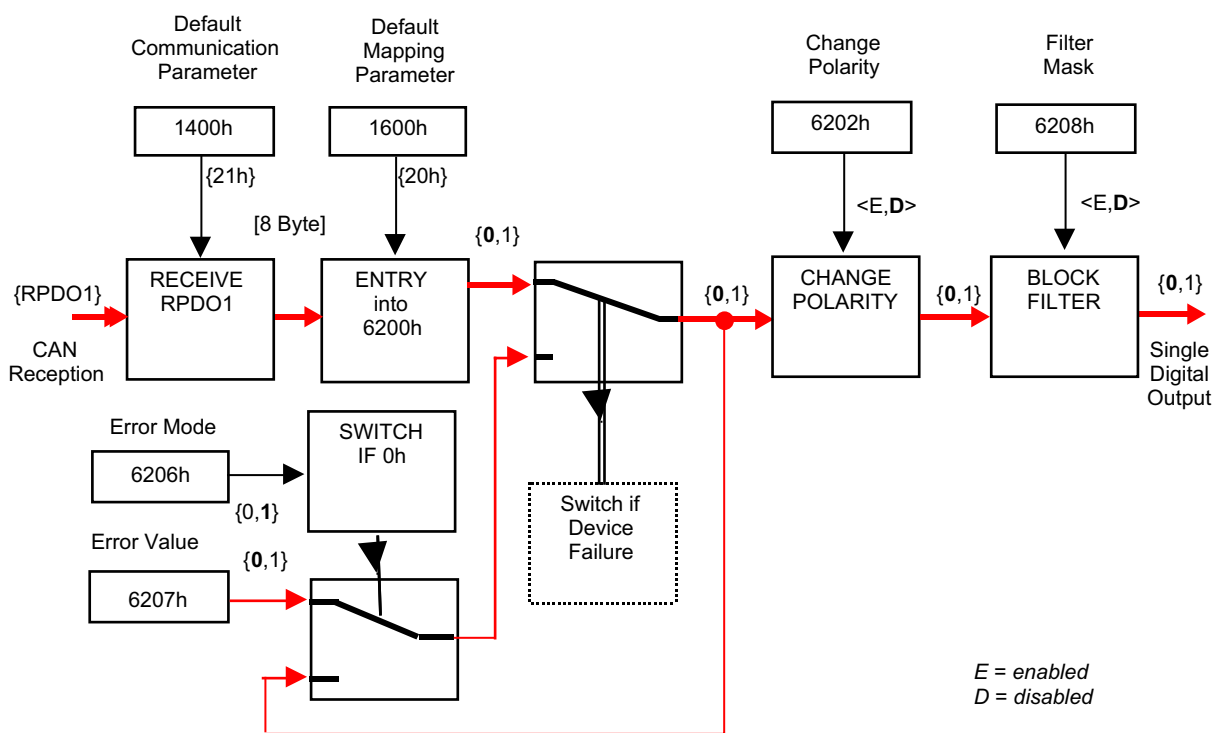 Default
Communication
Parameter
Default
Mapping
Parameter
Change
Polarity
Filter
Mask
1400h
1600h
6202h
6208h
{21h}
{20h}
[8 Byte]
<E,D>
<E,D>
{RPDO1}
CAN
Reception
RECEIVE
RPDO1
ENTRY
into
6200h
{0,1}
{0,1}
CHANGE
POLARITY
{0,1}
BLOCK
FILTER
{0,1}
Single
Digital
Output
Error Mode
6206h
{0,1}
SWITCH
IF 0h
Switch if
Device
Failure
Error Value
6207h
{0,1}
E = enabled
D = disabled